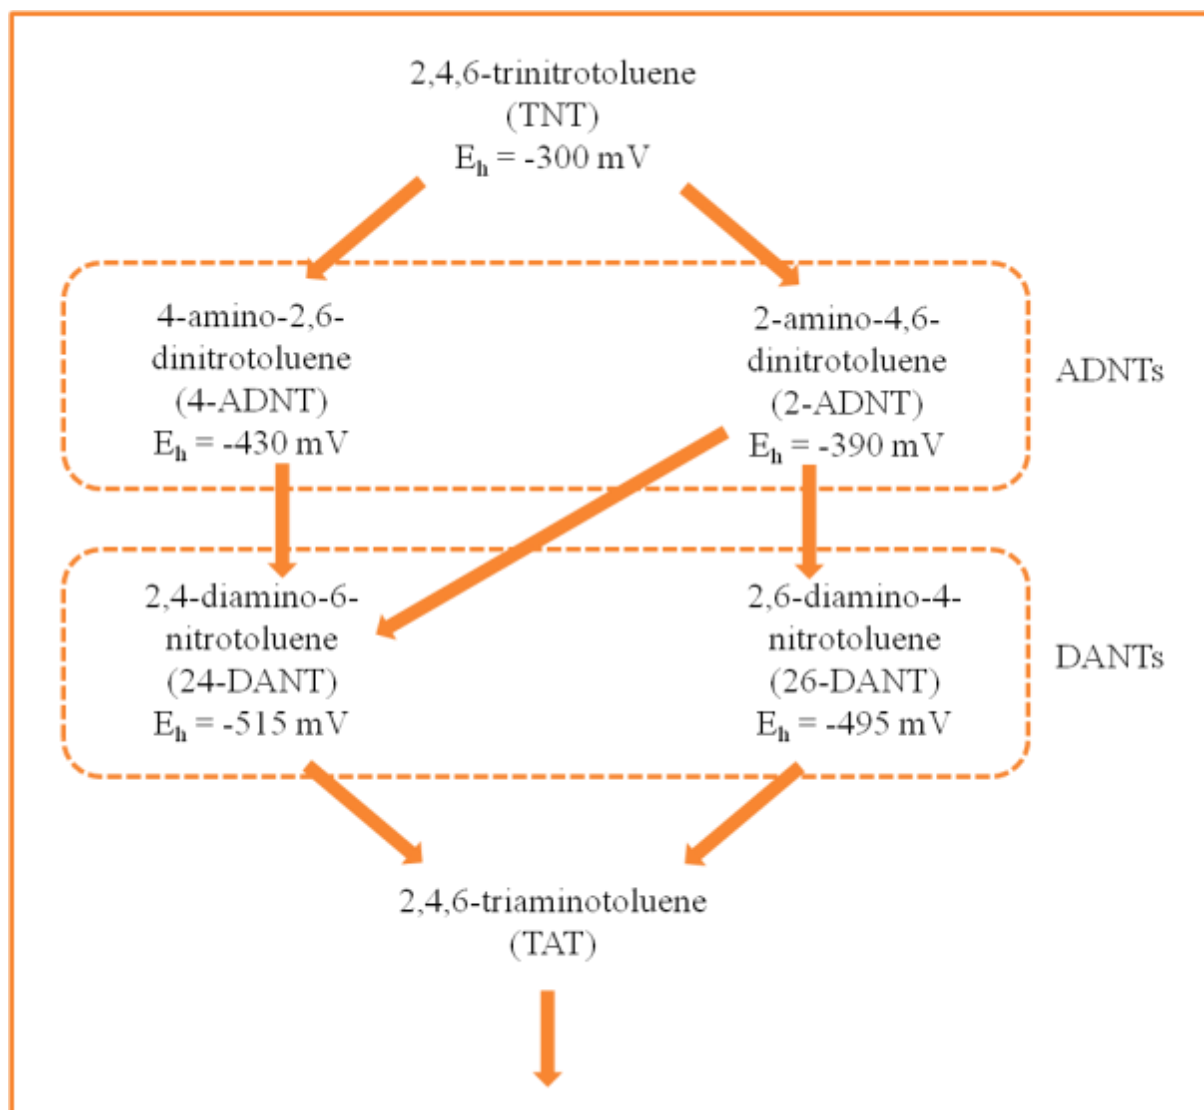 2,4,6-trinitrotoluene
(TNT)
Eh = -300 mV
4-amino-2,6-
dinitrotoluene
(4-ADNT)
Eh = -430 mV
2-amino-4,6-
dinitrotoluene
(2-ADNT)
Eh = -390 mV
ADNTs
2,4-diamino-6-
nitrotoluene
(24-DANT)
Eh = -515 mV
2,6-diamino-4-
nitrotoluene
(26-DANT)
Eh = -495 mV
DANTs
2,4,6-triaminotoluene
(TAT)